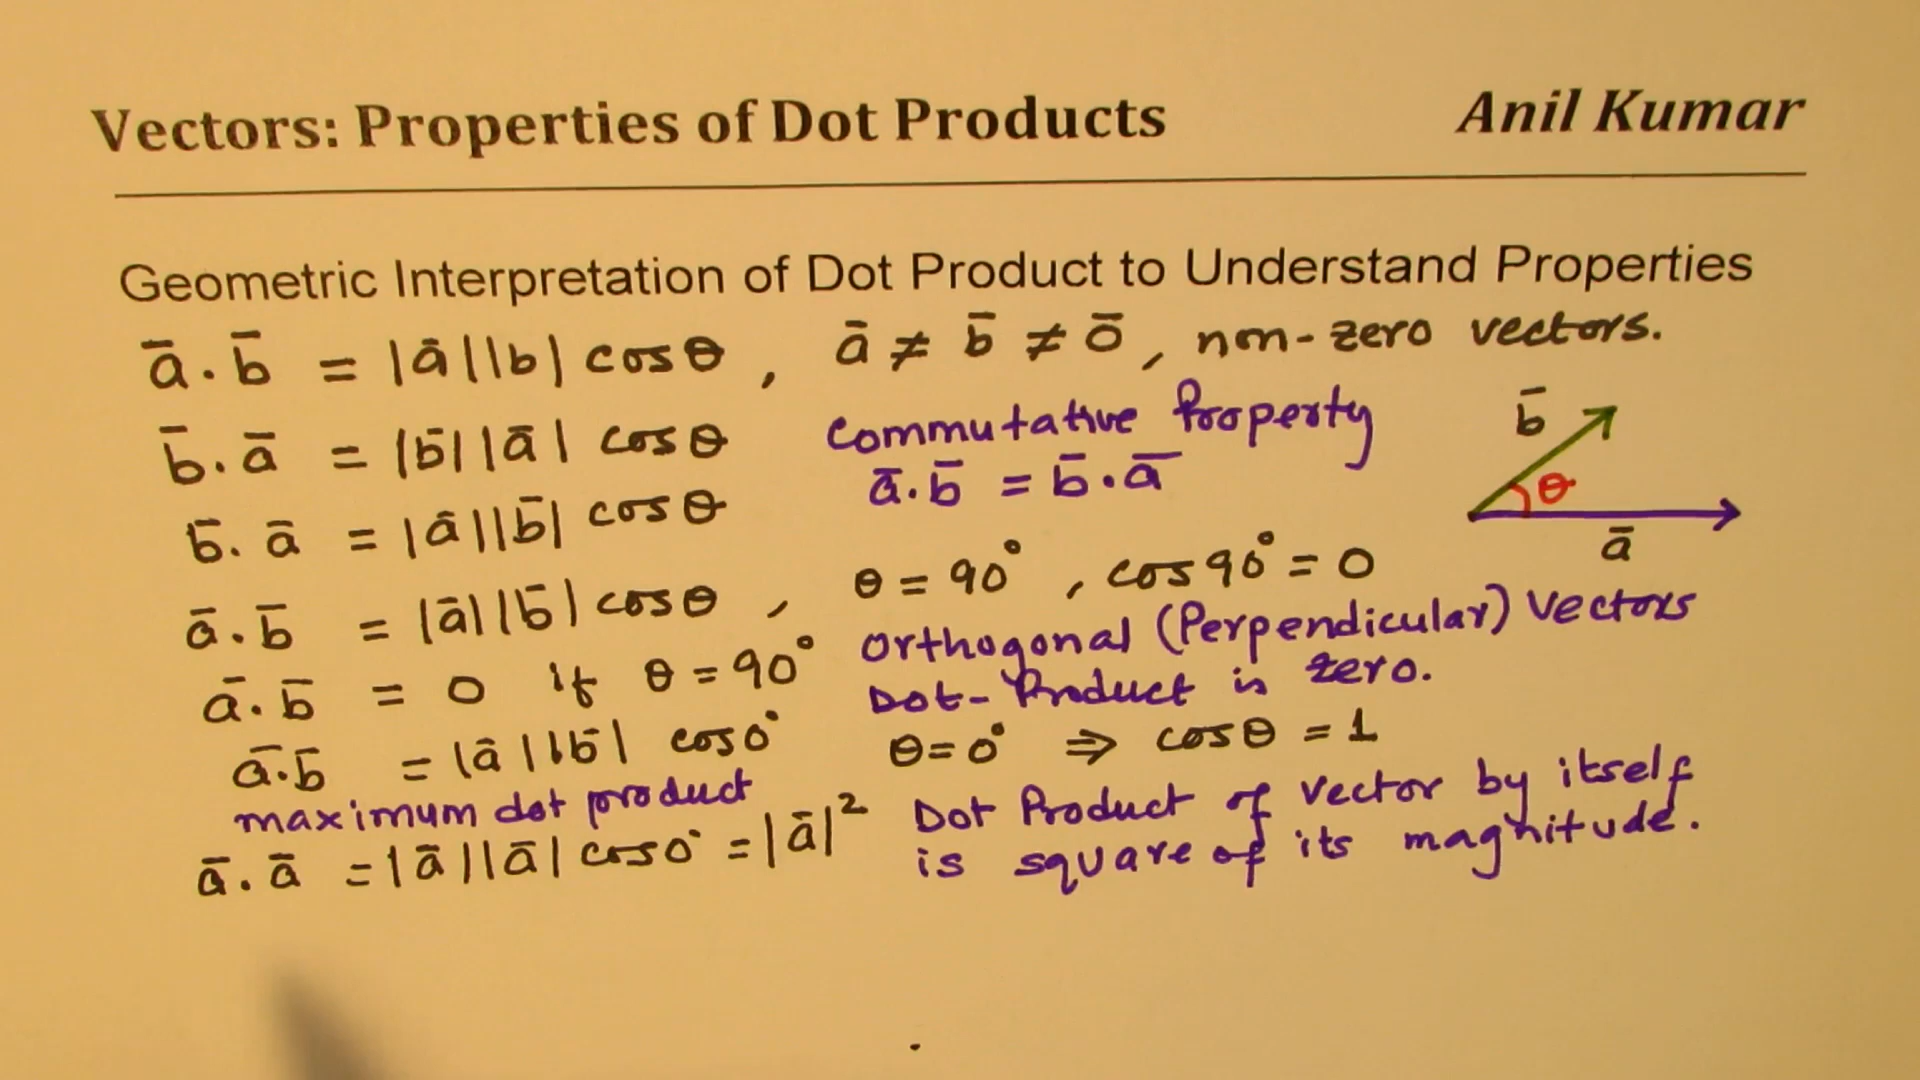 Vectors: Properties of Dot Products Anil Kumar
Geometric Interpretation of Dot Product to Understand Properties
ā . b̄ = |ā||b| cosθ , ā ≠ b̄ ≠ ō , non-zero vectors.
b̄ . ā = |b̄||ā| cosθ Commutative Property
ā . b̄ = b̄ . ā
b̄
θ
ā
b̄ . ā = |ā||b̄| cosθ
ā . b̄ = |ā||b̄| cosθ , θ = 90° , cos90° = 0
Orthogonal (Perpendicular) Vectors
ā . b̄ = 0 if θ = 90° Dot-Product is zero.
ā . b̄ = |ā||b̄| cos0° θ = 0° ⇒ cosθ = 1
maximum dot product
ā . ā = |ā||ā| cos0° = |ā|² Dot Product of vector by itself
is square of its magnitude.